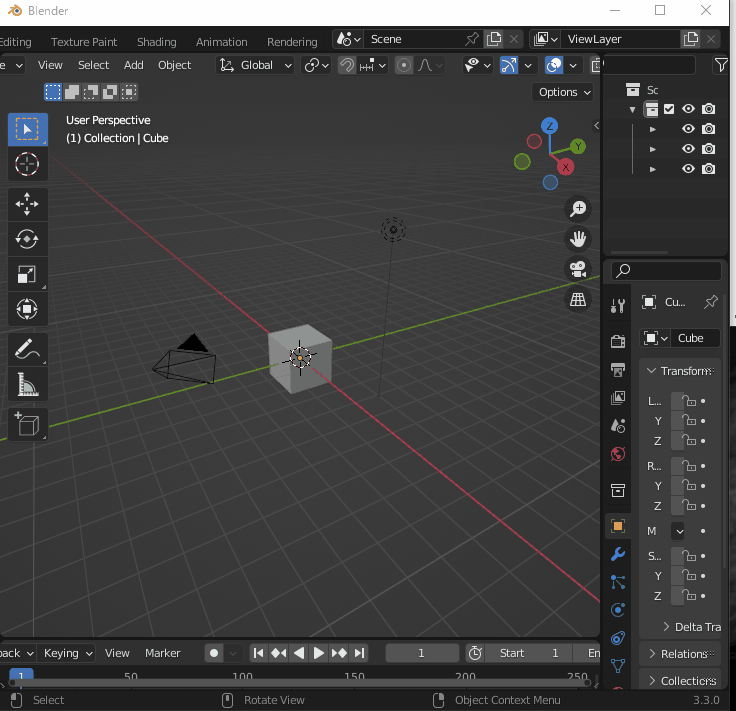 Blender
Editing Texture Paint Shading Animation Rendering Scene ViewLayer
View Select Add Object Global
Options
User Perspective
(1) Collection | Cube
Z
Y
X
Sc
Cu...
Cube
Transform
L...
Y
Z
R...
Y
Z
M
S...
Y
Z
Delta Tra
Relations
Collections
back Keying View Marker 1 Start 1 En
1 50 100 150 200 250
Select Rotate View Object Context Menu 3.3.0